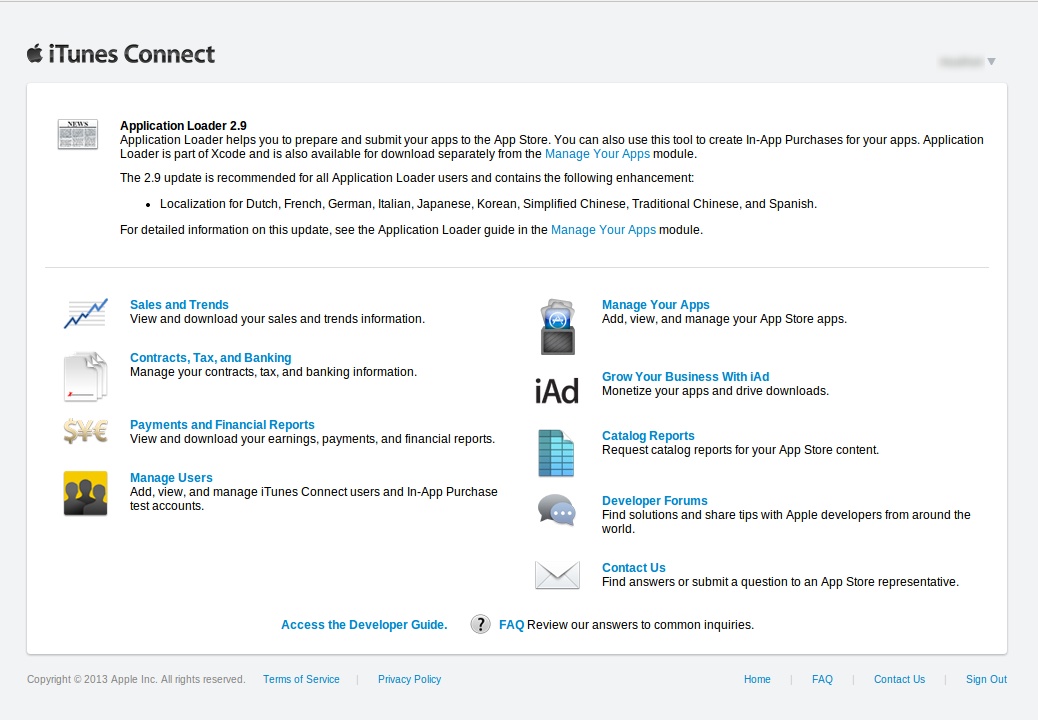 iTunes Connect
NEWS
Application Loader 2.9
Application Loader helps you to prepare and submit your apps to the App Store. You can also use this tool to create In-App Purchases for your apps. Application
Loader is part of Xcode and is also available for download separately from the Manage Your Apps module.
The 2.9 update is recommended for all Application Loader users and contains the following enhancement:
• Localization for Dutch, French, German, Italian, Japanese, Korean, Simplified Chinese, Traditional Chinese, and Spanish.
For detailed information on this update, see the Application Loader guide in the Manage Your Apps module.
Sales and Trends
View and download your sales and trends information.
Contracts, Tax, and Banking
Manage your contracts, tax, and banking information.
$¥€
Payments and Financial Reports
View and download your earnings, payments, and financial reports.
Manage Users
Add, view, and manage iTunes Connect users and In-App Purchase
test accounts.
Manage Your Apps
Add, view, and manage your App Store apps.
iAd
Grow Your Business With iAd
Monetize your apps and drive downloads.
Catalog Reports
Request catalog reports for your App Store content.
Developer Forums
Find solutions and share tips with Apple developers from around the
world.
Contact Us
Find answers or submit a question to an App Store representative.
Access the Developer Guide. ? FAQ Review our answers to common inquiries.
Copyright © 2013 Apple Inc. All rights reserved. Terms of Service | Privacy Policy Home | FAQ | Contact Us | Sign Out